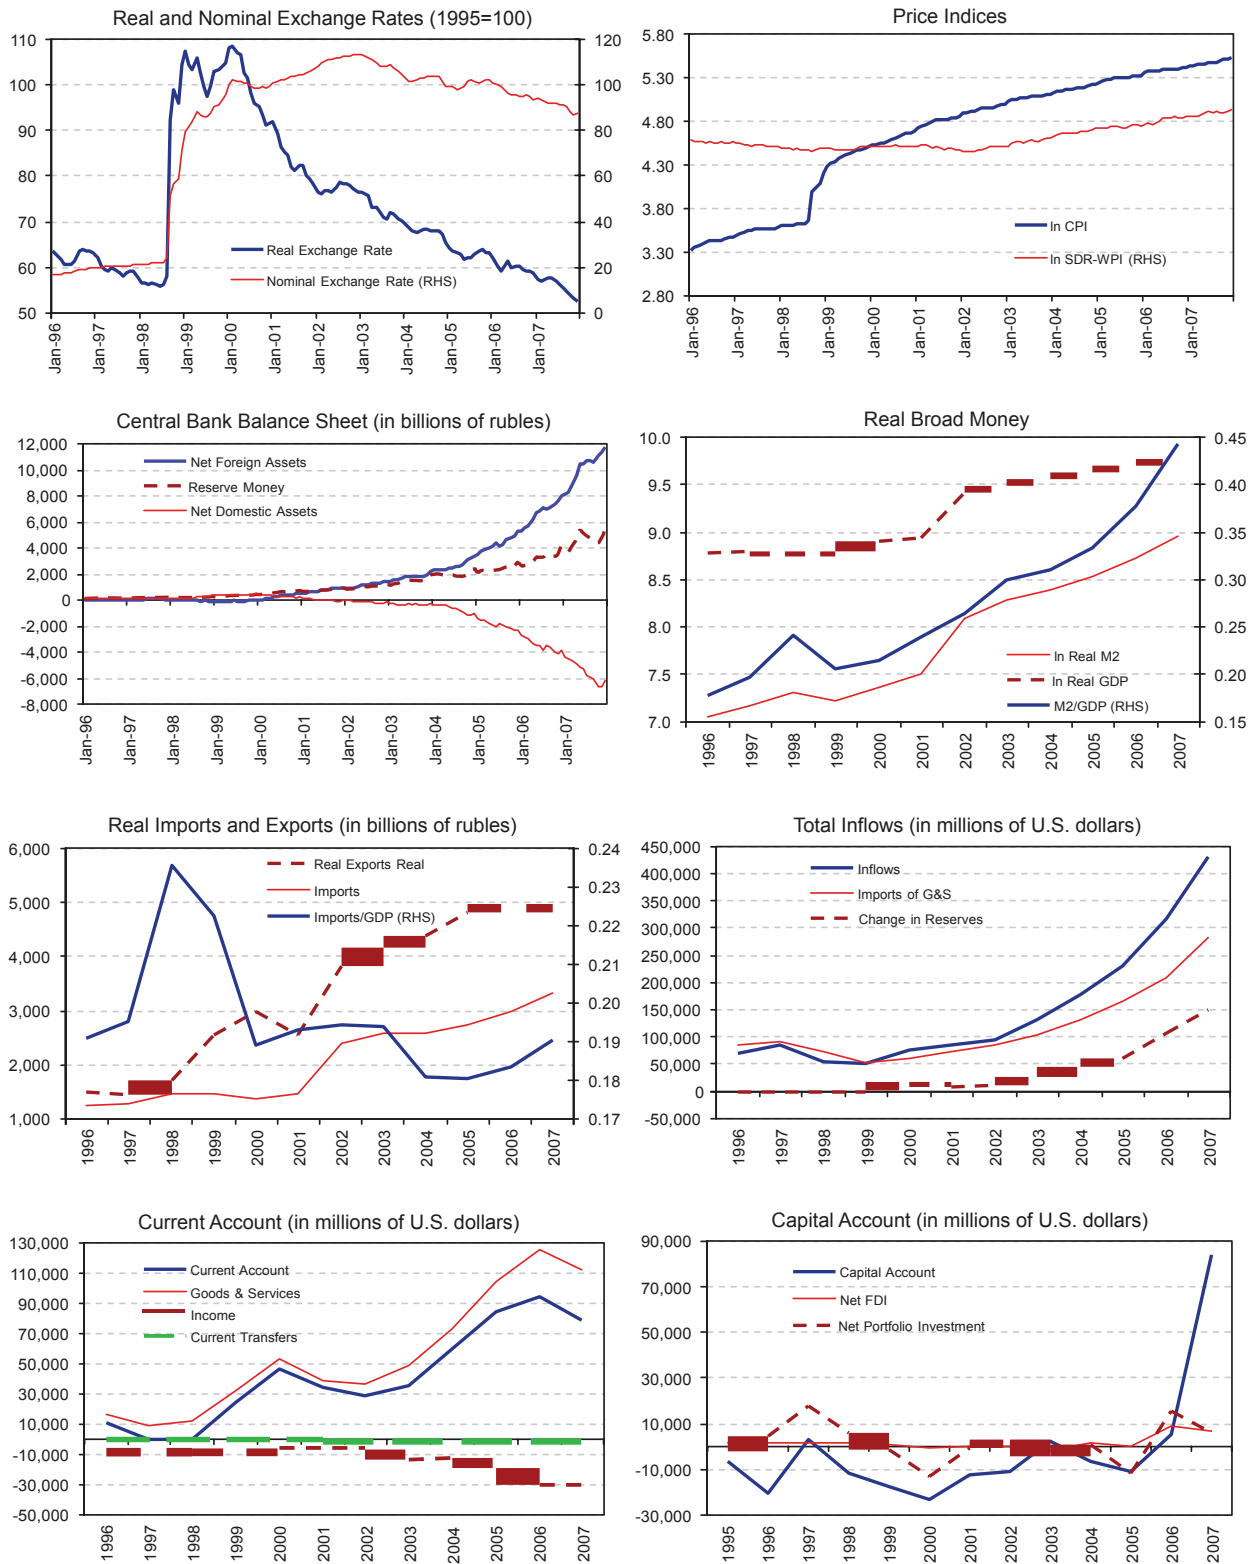 Real and Nominal Exchange Rates (1995=100)
110
100
90
80
70
60
50
120
100
80
60
40
20
0
Real Exchange Rate
Nominal Exchange Rate (RHS)
Jan-96
Jan-97
Jan-98
Jan-99
Jan-00
Jan-01
Jan-02
Jan-03
Jan-04
Jan-05
Jan-06
Jan-07
Price Indices
5.80
5.30
4.80
4.30
3.80
3.30
2.80
ln CPI
ln SDR-WPI (RHS)
Jan-96
Jan-97
Jan-98
Jan-99
Jan-00
Jan-01
Jan-02
Jan-03
Jan-04
Jan-05
Jan-06
Jan-07
Central Bank Balance Sheet (in billions of rubles)
12,000
10,000
8,000
6,000
4,000
2,000
0
-2,000
-4,000
-6,000
-8,000
Net Foreign Assets
Reserve Money
Net Domestic Assets
Jan-96
Jan-97
Jan-98
Jan-99
Jan-00
Jan-01
Jan-02
Jan-03
Jan-04
Jan-05
Jan-06
Jan-07
Real Broad Money
10.0
9.5
9.0
8.5
8.0
7.5
7.0
0.45
0.40
0.35
0.30
0.25
0.20
0.15
ln Real M2
ln Real GDP
M2/GDP (RHS)
1996
1997
1998
1999
2000
2001
2002
2003
2004
2005
2006
2007
Real Imports and Exports (in billions of rubles)
6,000
5,000
4,000
3,000
2,000
1,000
0.24
0.23
0.22
0.21
0.20
0.19
0.18
0.17
Real Exports Real
Imports
Imports/GDP (RHS)
1996
1997
1998
1999
2000
2001
2002
2003
2004
2005
2006
2007
Total Inflows (in millions of U.S. dollars)
450,000
400,000
350,000
300,000
250,000
200,000
150,000
100,000
50,000
0
-50,000
Inflows
Imports of G&S
Change in Reserves
1996
1997
1998
1999
2000
2001
2002
2003
2004
2005
2006
2007
Current Account (in millions of U.S. dollars)
130,000
110,000
90,000
70,000
50,000
30,000
10,000
-10,000
-30,000
-50,000
Current Account
Goods & Services
Income
Current Transfers
1996
1997
1998
1999
2000
2001
2002
2003
2004
2005
2006
2007
Capital Account (in millions of U.S. dollars)
90,000
70,000
50,000
30,000
10,000
-10,000
-30,000
Capital Account
Net FDI
Net Portfolio Investment
1995
1996
1997
1998
1999
2000
2001
2002
2003
2004
2005
2006
2007